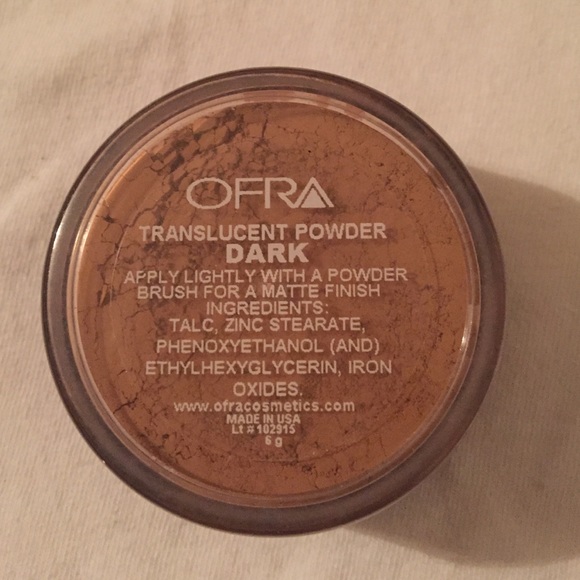 OFRA
TRANSLUCENT POWDER
DARK
APPLY LIGHTLY WITH A POWDER
BRUSH FOR A MATTE FINISH
INGREDIENTS:
TALC, ZINC STEARATE,
PHENOXYETHANOL (AND)
ETHYLHEXYGLYCERIN, IRON
OXIDES.
www.ofracosmetics.com
MADE IN USA
Lt # 102915
6 g